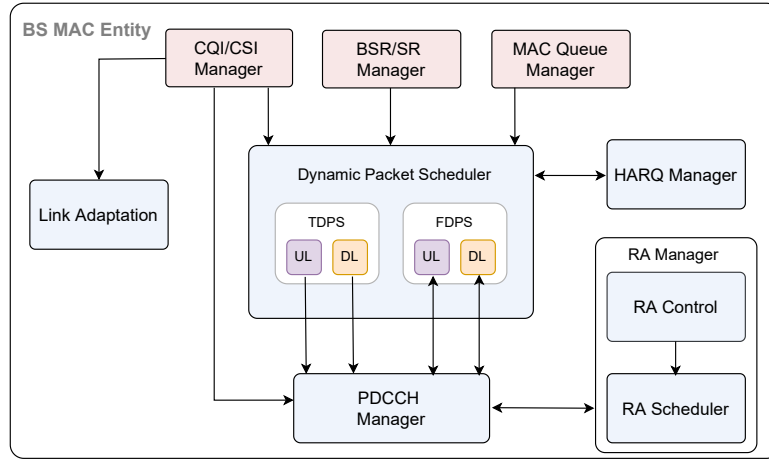 BS MAC Entity
CQI/CSI
Manager
BSR/SR
Manager
MAC Queue
Manager
Dynamic Packet Scheduler
HARQ Manager
Link Adaptation
TDPS
FDPS
UL
DL
UL
DL
RA Manager
RA Control
PDCCH
Manager
RA Scheduler